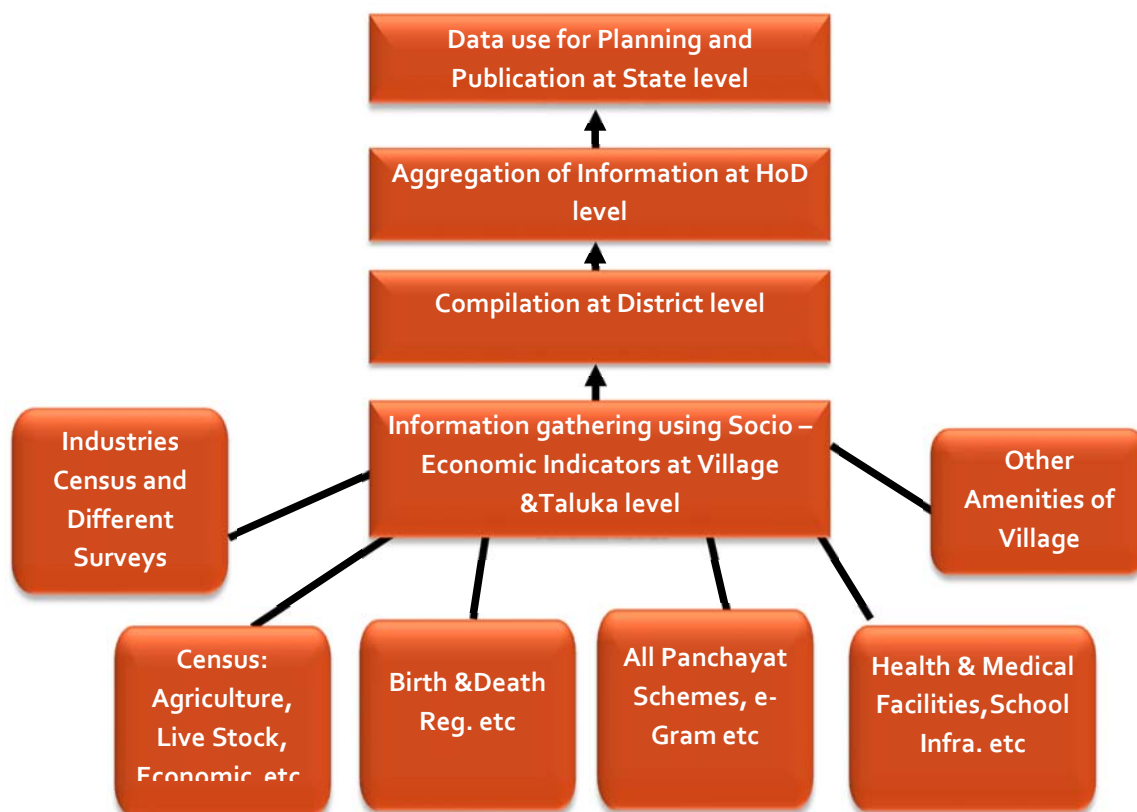 Data use for Planning and
Publication at State level
Aggregation of Information at HoD
level
Compilation at District level
Information gathering using Socio –
Economic Indicators at Village
&Taluka level
Industries
Census and
Different
Surveys
Other
Amenities of
Village
Census:
Agriculture,
Live Stock,
Economic etc
Birth &Death
Reg. etc
All Panchayat
Schemes, e-
Gram etc
Health & Medical
Facilities,School
Infra. etc